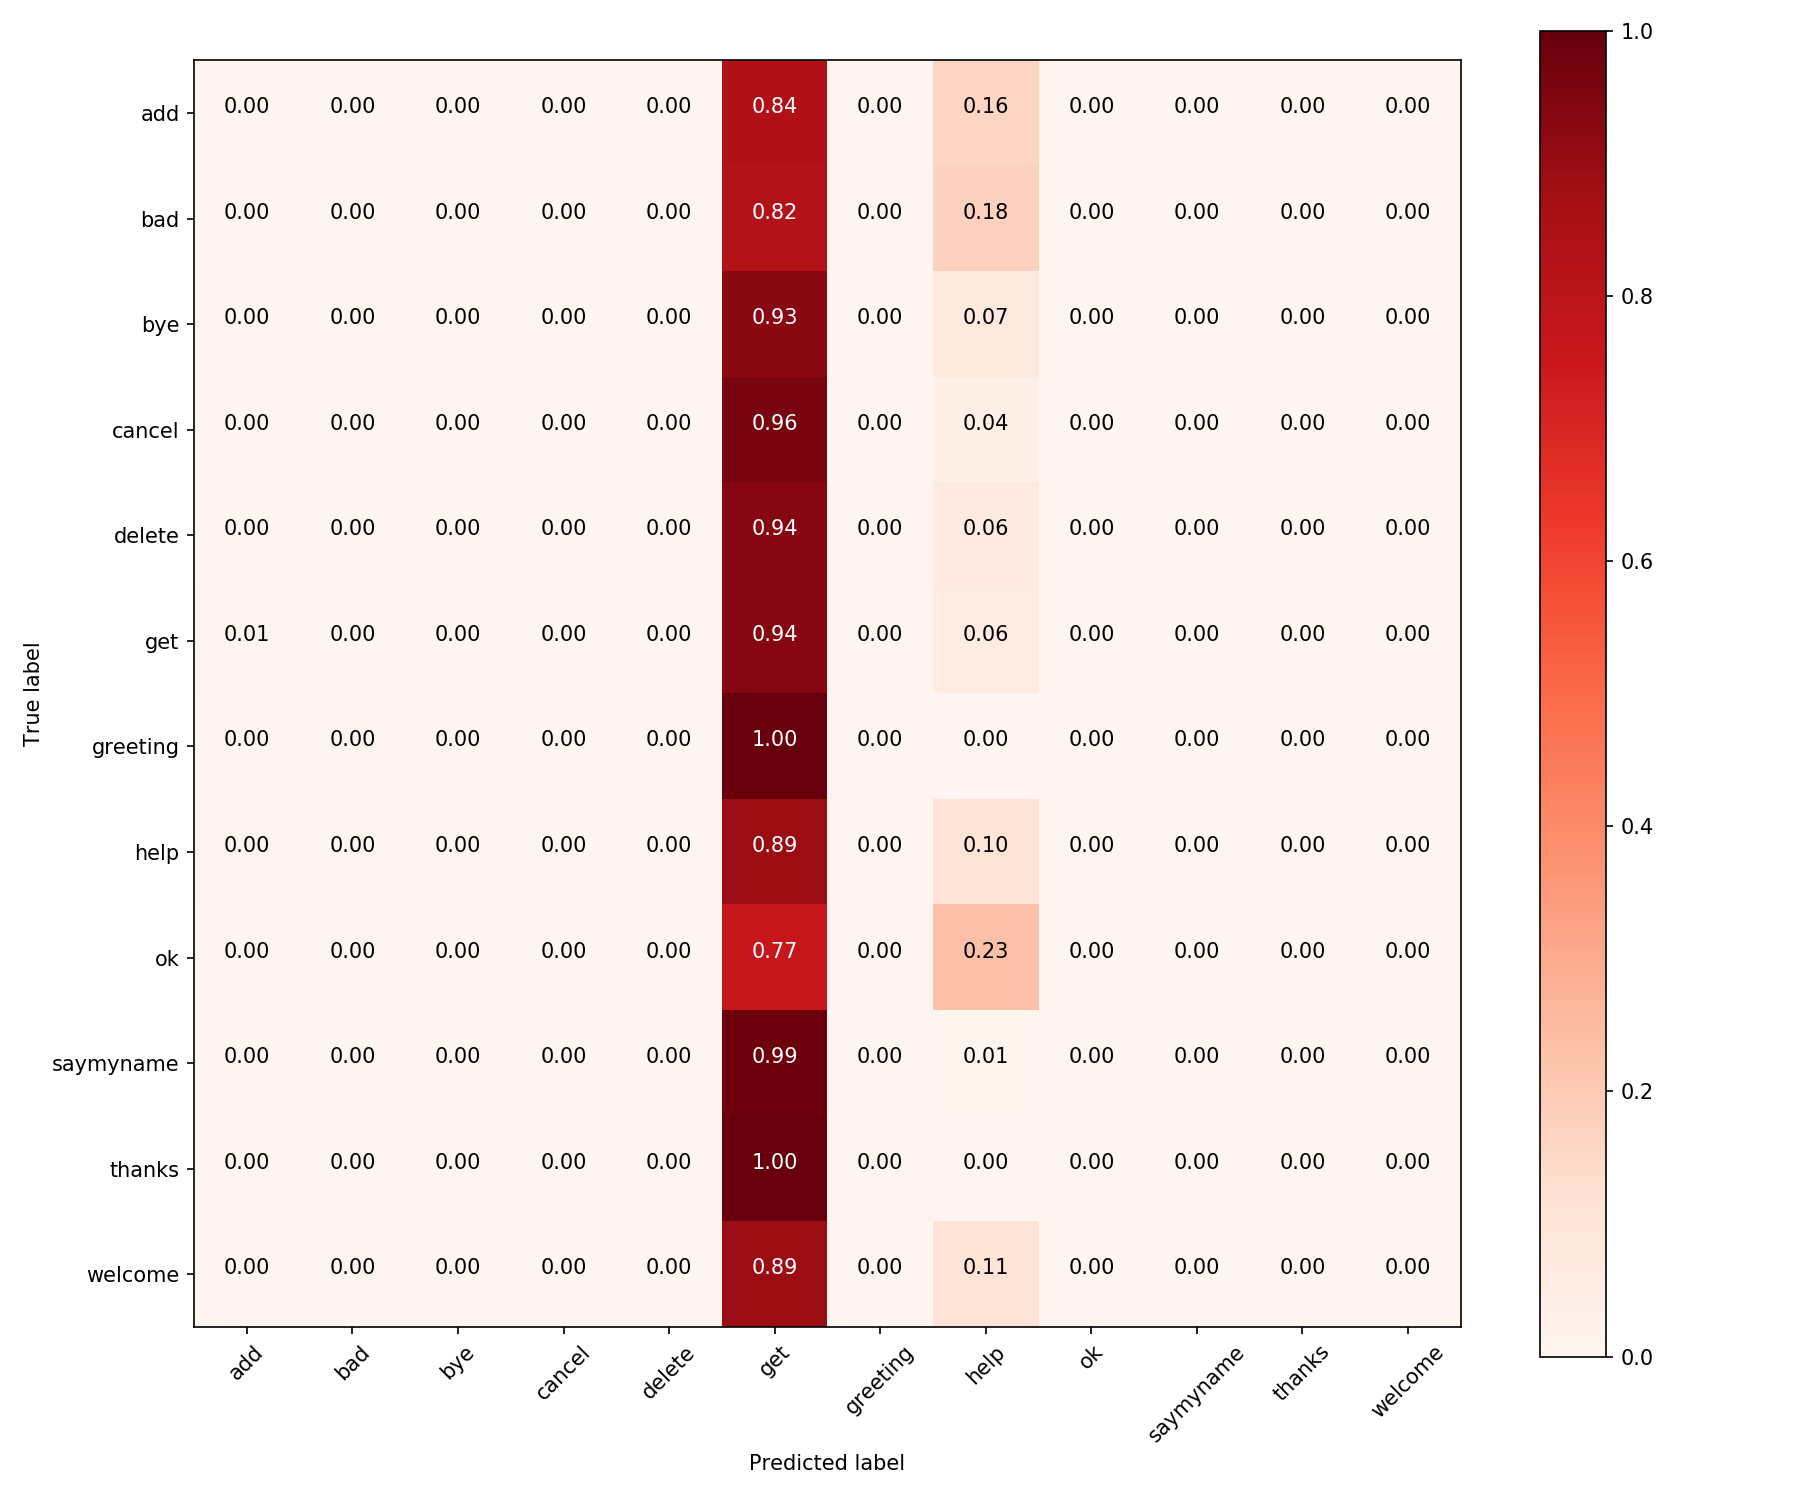 add 0.00 0.00 0.00 0.00 0.00 0.84 0.00 0.16 0.00 0.00 0.00 0.00
bad 0.00 0.00 0.00 0.00 0.00 0.82 0.00 0.18 0.00 0.00 0.00 0.00
bye 0.00 0.00 0.00 0.00 0.00 0.93 0.00 0.07 0.00 0.00 0.00 0.00
cancel 0.00 0.00 0.00 0.00 0.00 0.96 0.00 0.04 0.00 0.00 0.00 0.00
delete 0.00 0.00 0.00 0.00 0.00 0.94 0.00 0.06 0.00 0.00 0.00 0.00
get 0.01 0.00 0.00 0.00 0.00 0.94 0.00 0.06 0.00 0.00 0.00 0.00
greeting 0.00 0.00 0.00 0.00 0.00 1.00 0.00 0.00 0.00 0.00 0.00 0.00
help 0.00 0.00 0.00 0.00 0.00 0.89 0.00 0.10 0.00 0.00 0.00 0.00
ok 0.00 0.00 0.00 0.00 0.00 0.77 0.00 0.23 0.00 0.00 0.00 0.00
saymyname 0.00 0.00 0.00 0.00 0.00 0.99 0.00 0.01 0.00 0.00 0.00 0.00
thanks 0.00 0.00 0.00 0.00 0.00 1.00 0.00 0.00 0.00 0.00 0.00 0.00
welcome 0.00 0.00 0.00 0.00 0.00 0.89 0.00 0.11 0.00 0.00 0.00 0.00
add bad bye cancel delete get greeting help ok saymyname thanks welcome
Predicted label
True label
1.0
0.8
0.6
0.4
0.2
0.0